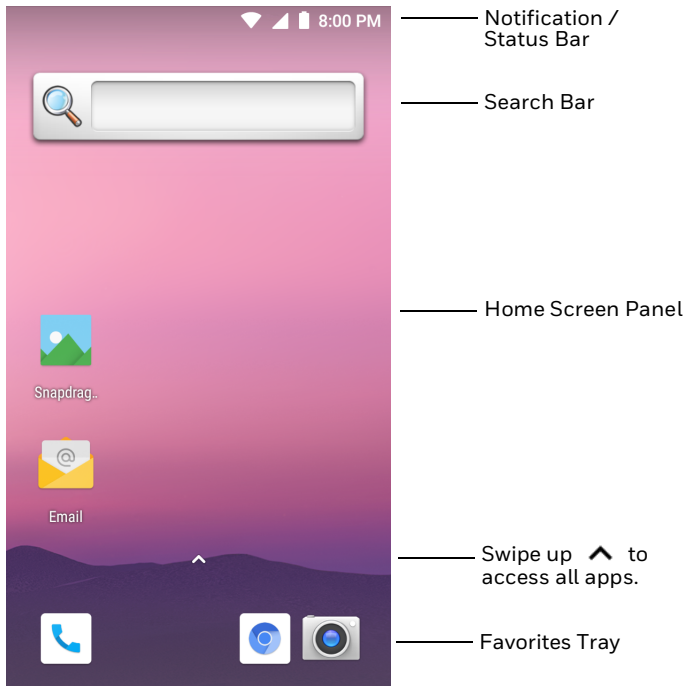 8:00 PM
Notification /
Status Bar
Search Bar
Home Screen Panel
Snapdrag..
@
Email
Swipe up ^ to
access all apps.
Favorites Tray